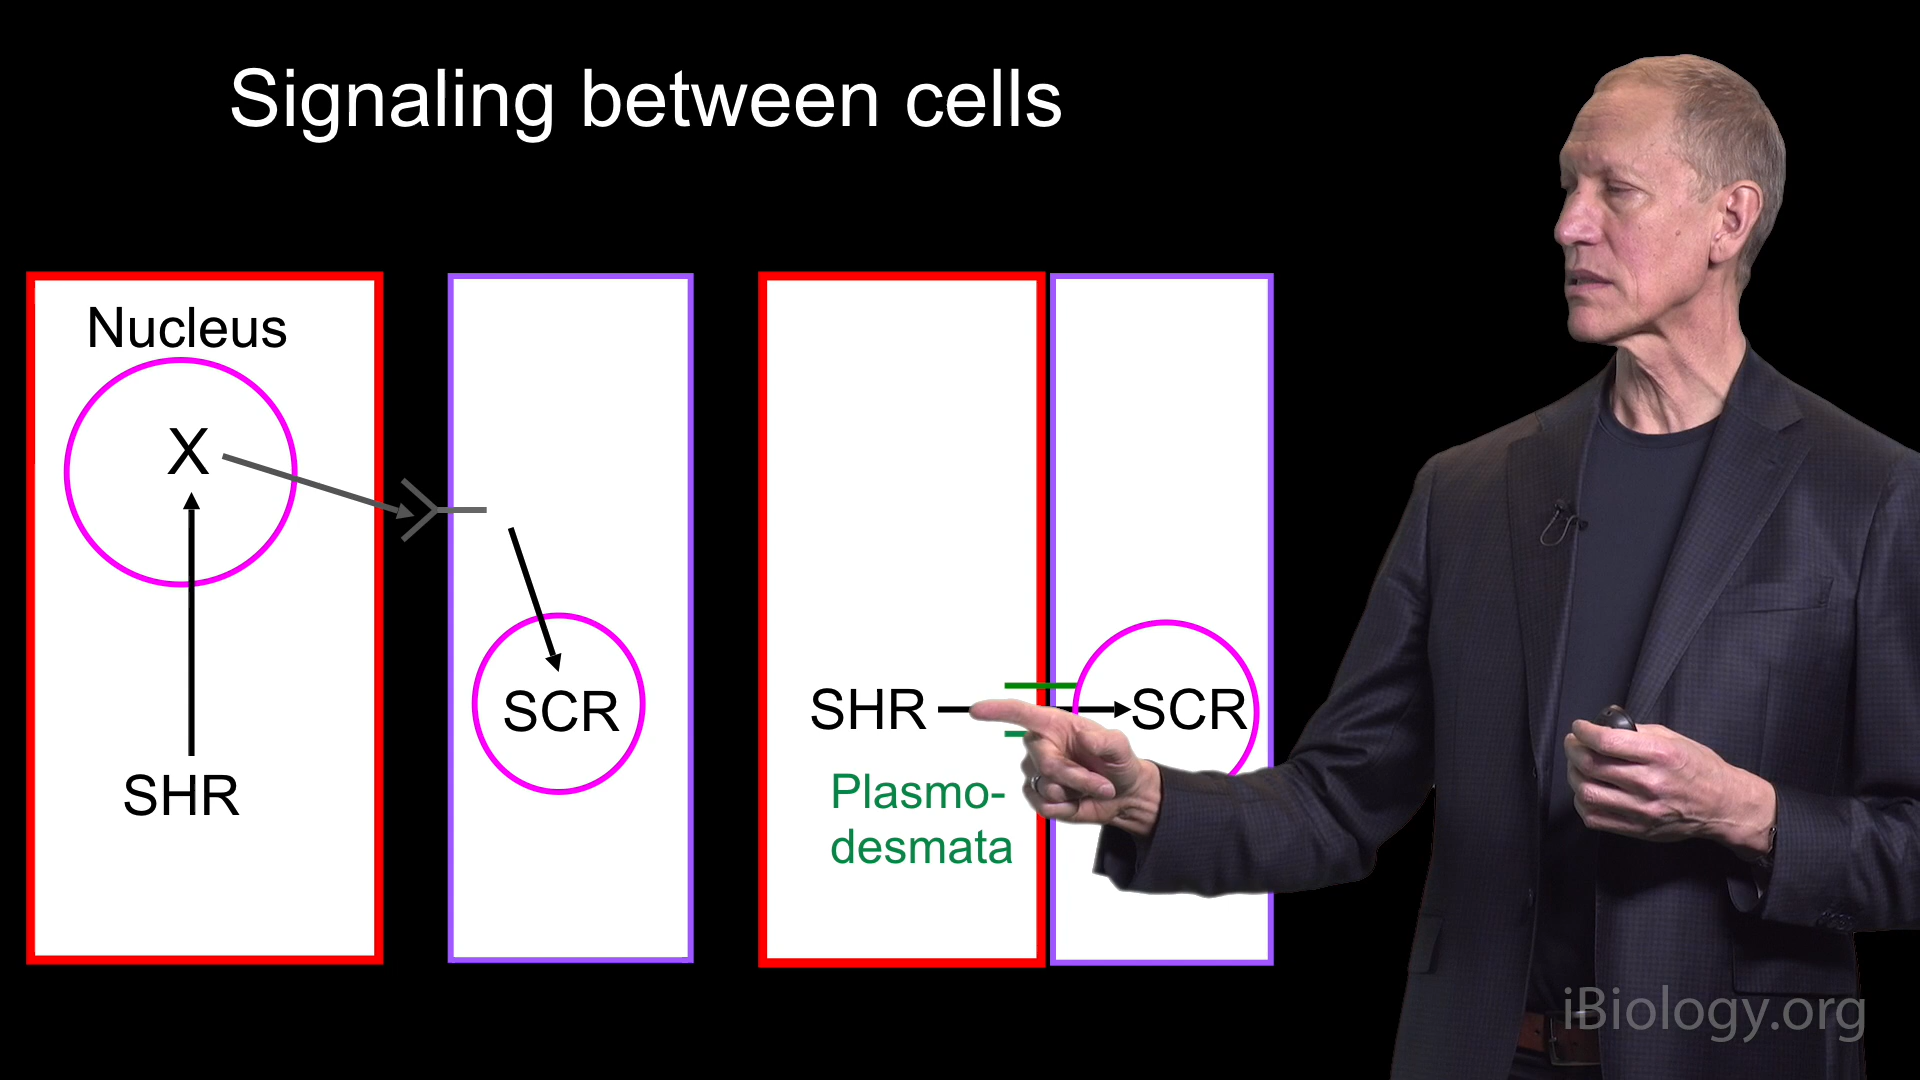 Signaling between cells
Nucleus
X
SHR
SCR
SHR
SCR
Plasmo-
desmata
iBiology.org